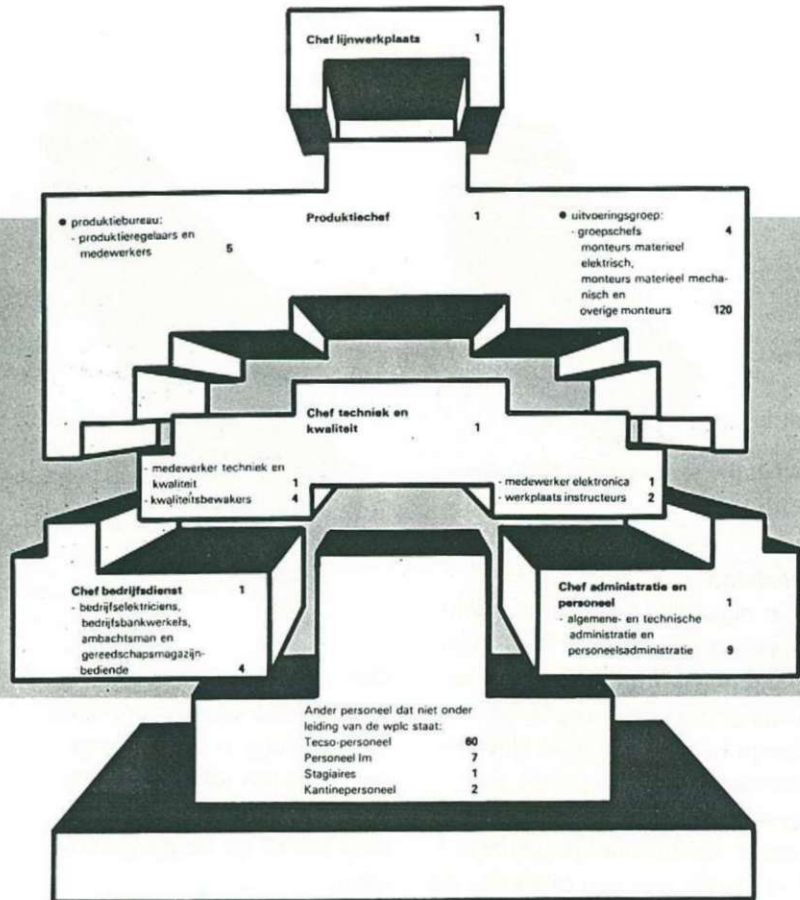 Chef lijnwerkplaats 1
Produktiechef 1
• produktiebureau:
- produktieregelaars en
medewerkers 5
• uitvoeringsgroep:
- groepschefs 4
monteurs materieel
elektrisch,
monteurs materieel mecha-
nisch en
overige monteurs 120
Chef techniek en
kwaliteit 1
- medewerker techniek en
kwaliteit 1
- kwaliteitsbewakers 4
- medewerker elektronica 1
- werkplaats instructeurs 2
Chef bedrijfsdienst 1
- bedrijfselektriciens,
bedrijfsbankwerkers,
ambachtsman en
gereedschapsmagazijn-
bediende 4
Chef administratie en
personeel 1
- algemene- en technische
administratie en
personeelsadministratie 9
Ander personeel dat niet onder
leiding van de wplc staat:
Tecso-personeel 60
Personeel Im 7
Stagiaires 1
Kantinepersoneel 2